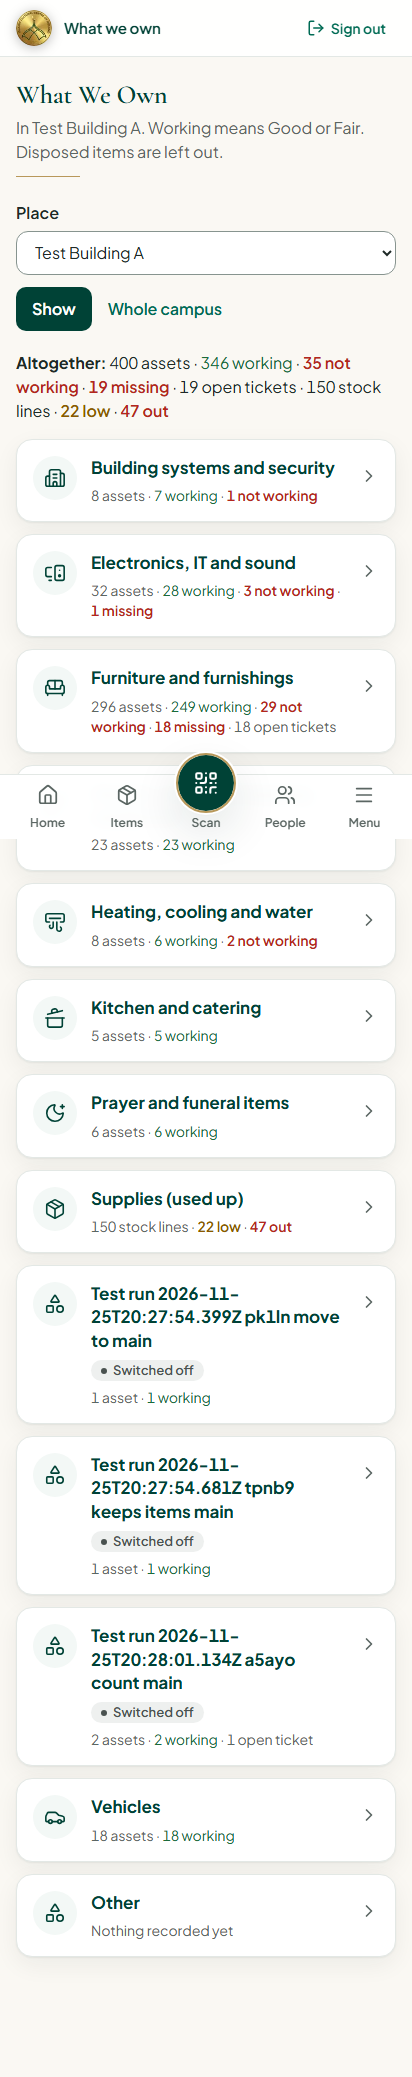 What we own
Sign out
What We Own
In Test Building A. Working means Good or Fair.
Disposed items are left out.
Place
Test Building A
Show
Whole campus
Altogether: 400 assets · 346 working · 35 not
working · 19 missing · 19 open tickets · 150 stock
lines · 22 low · 47 out
Building systems and security
8 assets · 7 working · 1 not working
Electronics, IT and sound
32 assets · 28 working · 3 not working ·
1 missing
Furniture and furnishings
296 assets · 249 working · 29 not
working · 18 missing · 18 open tickets
Home
Items
Scan
People
Menu
23 assets · 23 working
Heating, cooling and water
8 assets · 6 working · 2 not working
Kitchen and catering
5 assets · 5 working
Prayer and funeral items
6 assets · 6 working
Supplies (used up)
150 stock lines · 22 low · 47 out
Test run 2026-11-
25T20:27:54.399Z pk1ln move
to main
Switched off
1 asset · 1 working
Test run 2026-11-
25T20:27:54.681Z tpnb9
keeps items main
Switched off
1 asset · 1 working
Test run 2026-11-
25T20:28:01.134Z a5ayo
count main
Switched off
2 assets · 2 working · 1 open ticket
Vehicles
18 assets · 18 working
Other
Nothing recorded yet